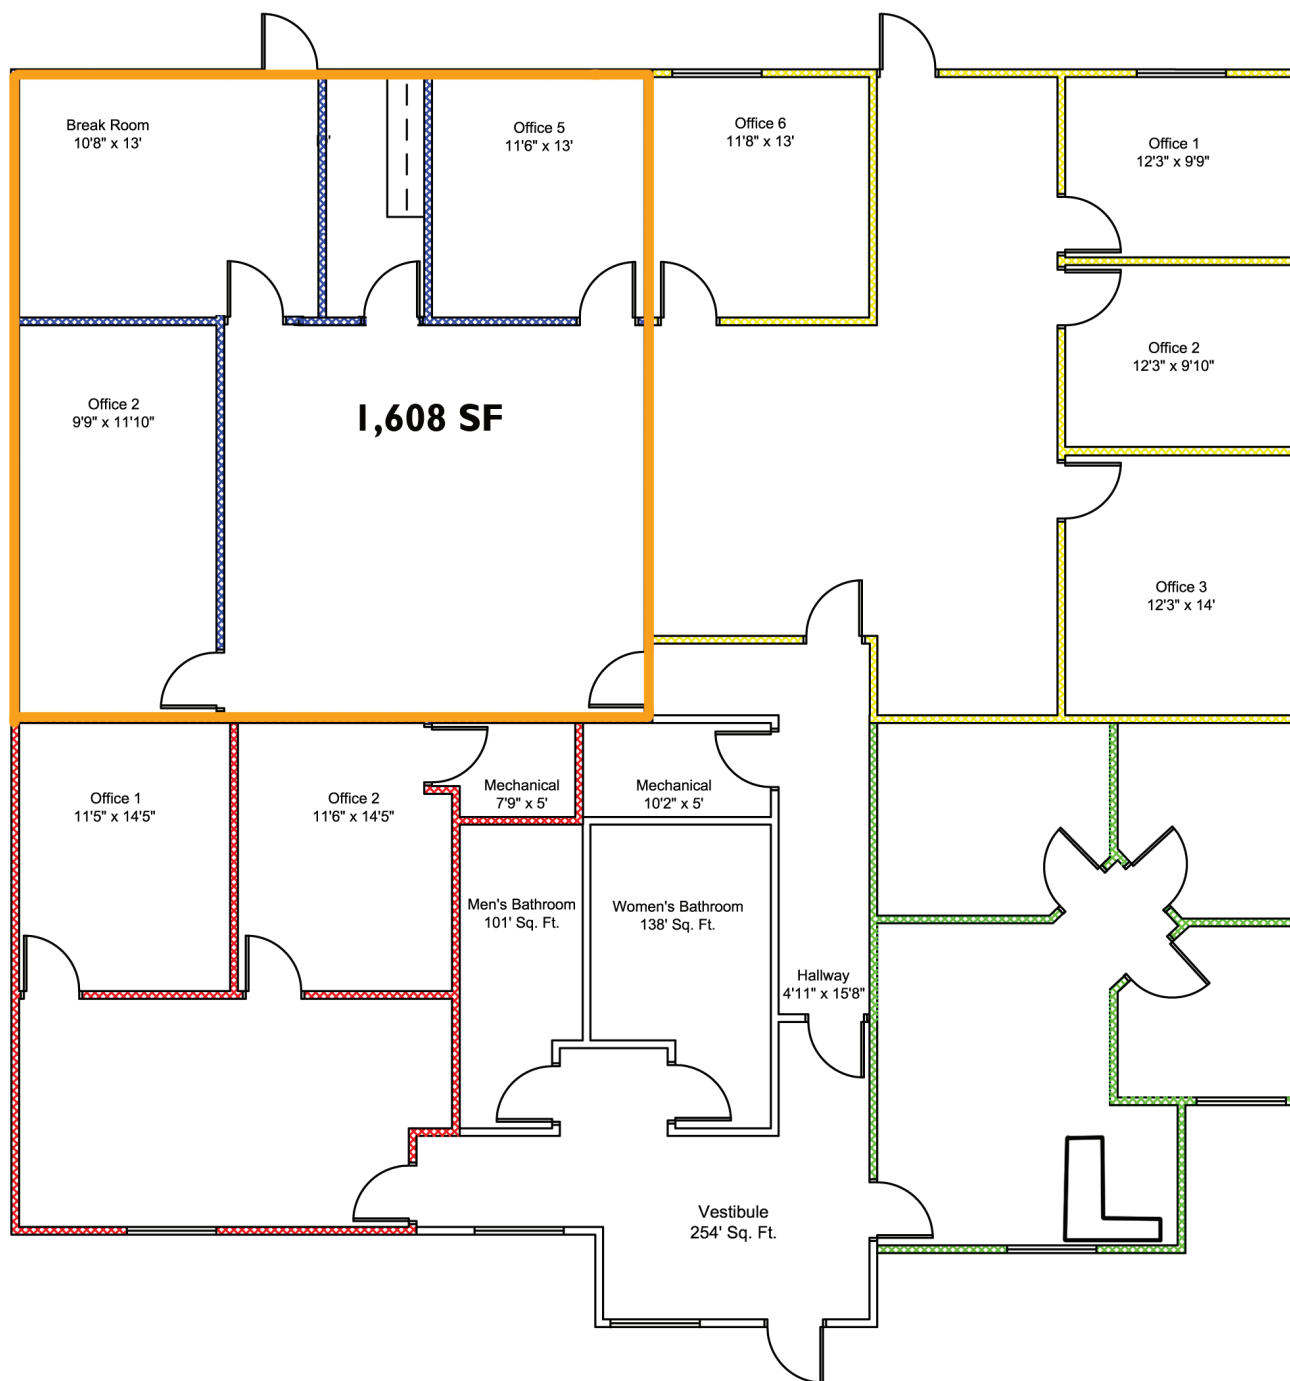 Break Room
10'8" x 13'
Office 5
11'6" x 13'
Office 6
11'8" x 13'
Office 1
12'3" x 9'9"
Office 2
12'3" x 9'10"
Office 2
9'9" x 11'10"
1,608 SF
Office 3
12'3" x 14'
Office 1
11'5" x 14'5"
Office 2
11'6" x 14'5"
Mechanical
7'9" x 5'
Mechanical
10'2" x 5'
Men's Bathroom
101' Sq. Ft.
Women's Bathroom
138' Sq. Ft.
Hallway
4'11" x 15'8"
Vestibule
254' Sq. Ft.